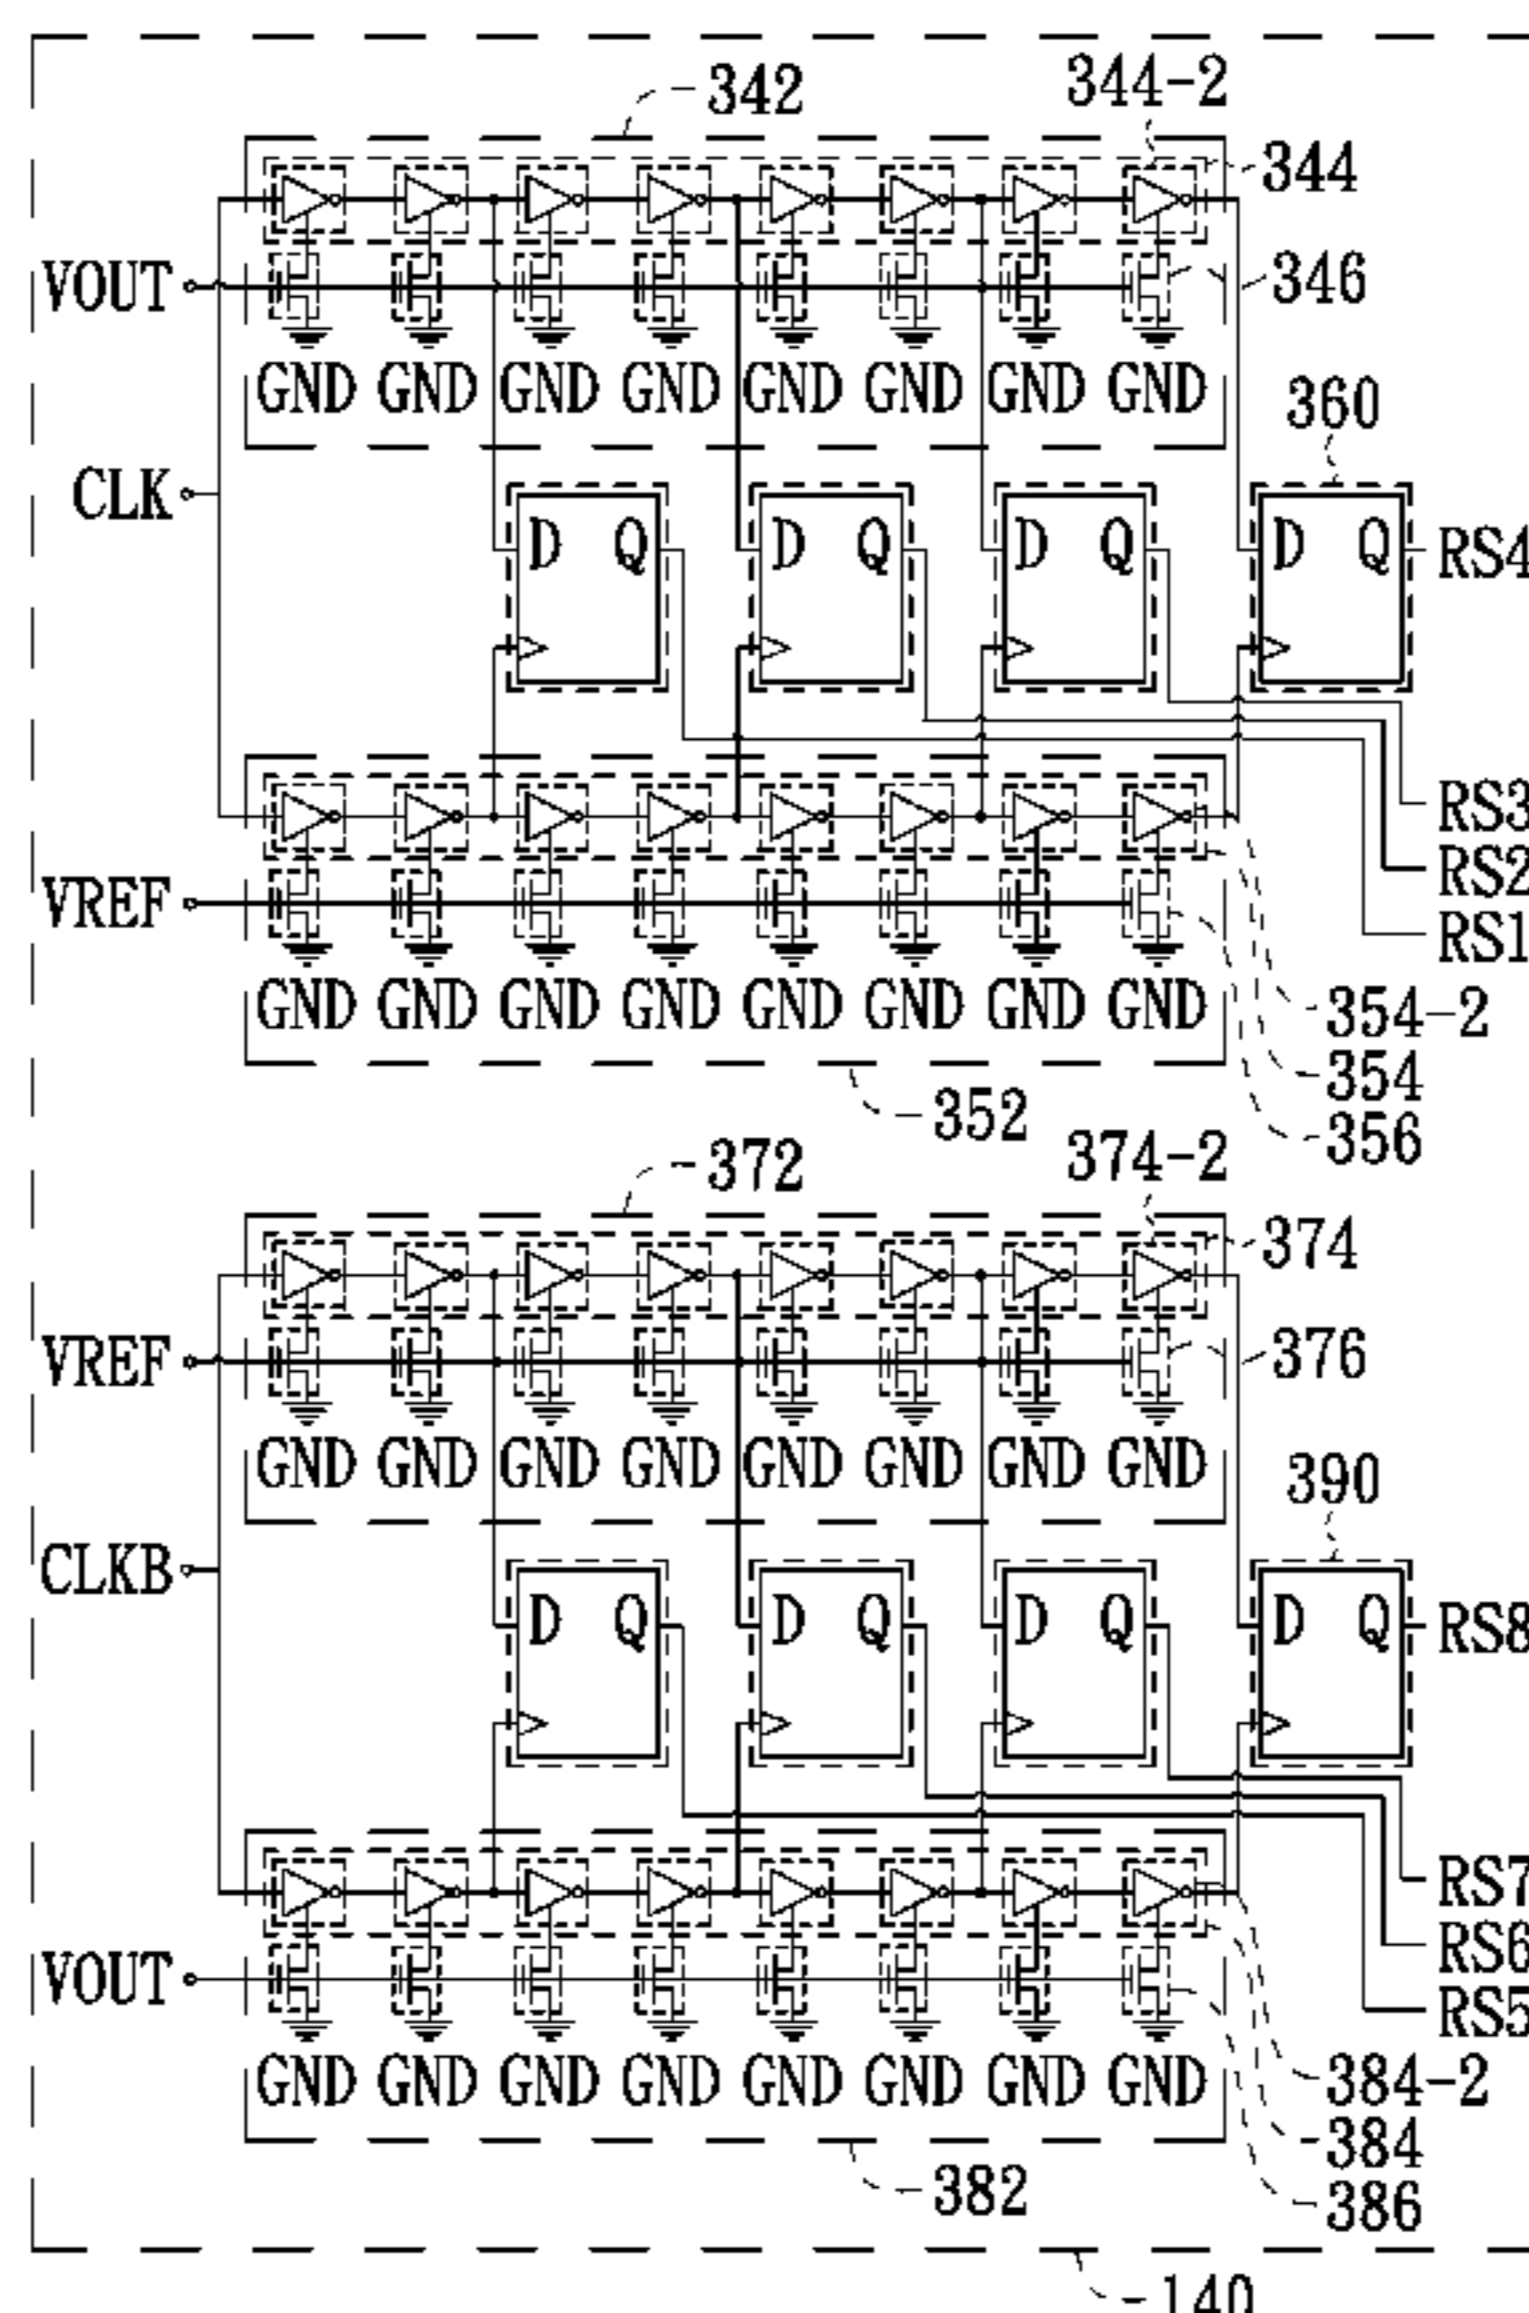 342
344-2
344
VOUT
346
GND GND GND GND GND GND GND GND
360
CLK
D Q D Q D Q D Q
RS4
RS3
RS2
VREF
RS1
GND GND GND GND GND GND GND GND
354-2
354
352
356
372
374-2
374
VREF
376
GND GND GND GND GND GND GND GND
390
CLKB
D Q D Q D Q D Q
RS8
RS7
RS6
VOUT
RS5
GND GND GND GND GND GND GND GND
384-2
384
382
386
140